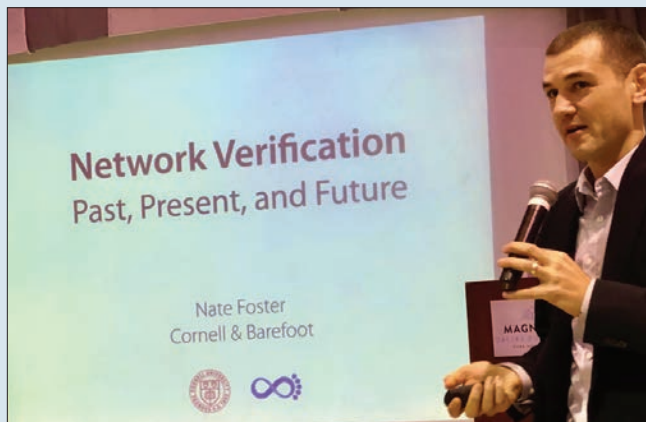 Network Verification
Past, Present, and Future
Nate Foster
Cornell & Barefoot